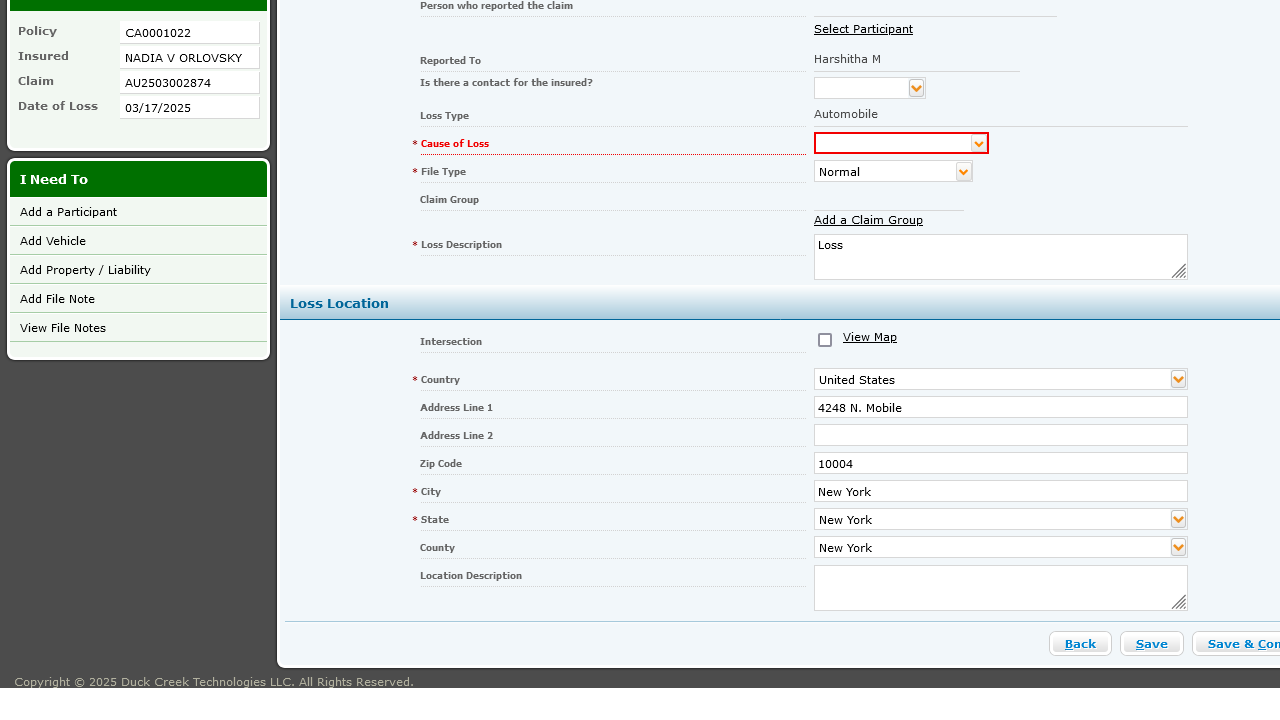 Person who reported the claim
Select Participant
Policy CA0001022
Insured NADIA V ORLOVSKY
Claim AU2503002874
Date of Loss 03/17/2025
Reported To Harshitha M
Is there a contact for the insured?
Loss Type Automobile
* Cause of Loss
* File Type Normal
Claim Group
Add a Claim Group
* Loss Description Loss
I Need To
Add a Participant
Add Vehicle
Add Property / Liability
Add File Note
View File Notes
Loss Location
Intersection View Map
* Country United States
Address Line 1 4248 N. Mobile
Address Line 2
Zip Code 10004
* City New York
* State New York
County New York
Location Description
Back Save Save & Con
Copyright © 2025 Duck Creek Technologies LLC. All Rights Reserved.